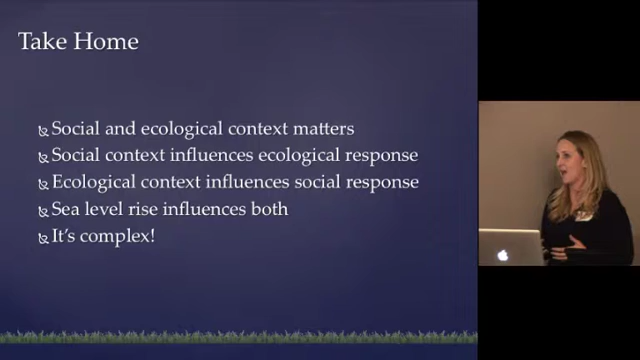 Take Home
Social and ecological context matters
Social context influences ecological response
Ecological context influences social response
Sea level rise influences both
It's complex!